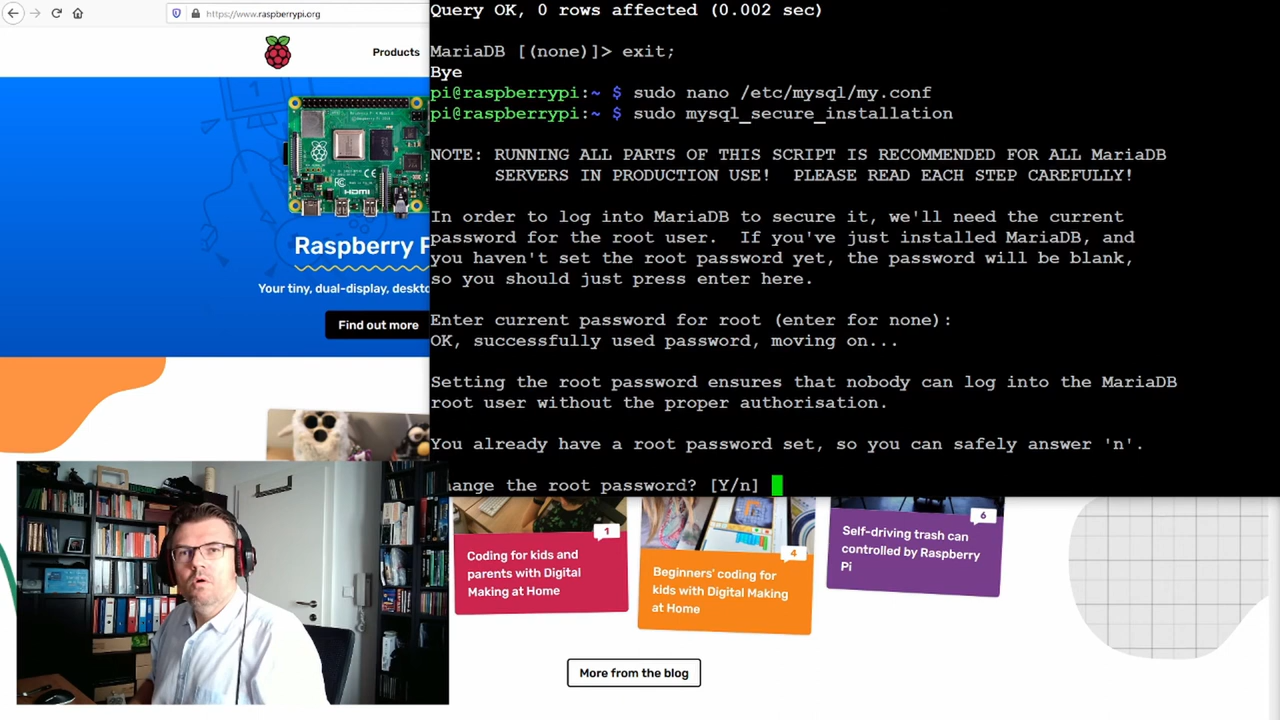 https://www.raspberrypi.org
Products
Raspberry P
Your tiny, dual-display, deskto
Find out more
Query OK, 0 rows affected (0.002 sec)
MariaDB [(none)]> exit;
Bye
pi@raspberrypi:~ $ sudo nano /etc/mysql/my.conf
pi@raspberrypi:~ $ sudo mysql_secure_installation
NOTE: RUNNING ALL PARTS OF THIS SCRIPT IS RECOMMENDED FOR ALL MariaDB
SERVERS IN PRODUCTION USE!  PLEASE READ EACH STEP CAREFULLY!
In order to log into MariaDB to secure it, we'll need the current
password for the root user.  If you've just installed MariaDB, and
you haven't set the root password yet, the password will be blank,
so you should just press enter here.
Enter current password for root (enter for none):
OK, successfully used password, moving on...
Setting the root password ensures that nobody can log into the MariaDB
root user without the proper authorisation.
You already have a root password set, so you can safely answer 'n'.
hange the root password? [Y/n]
1
Coding for kids and
parents with Digital
Making at Home
4
Beginners' coding for
kids with Digital Making
at Home
6
Self-driving trash can
controlled by Raspberry
Pi
More from the blog